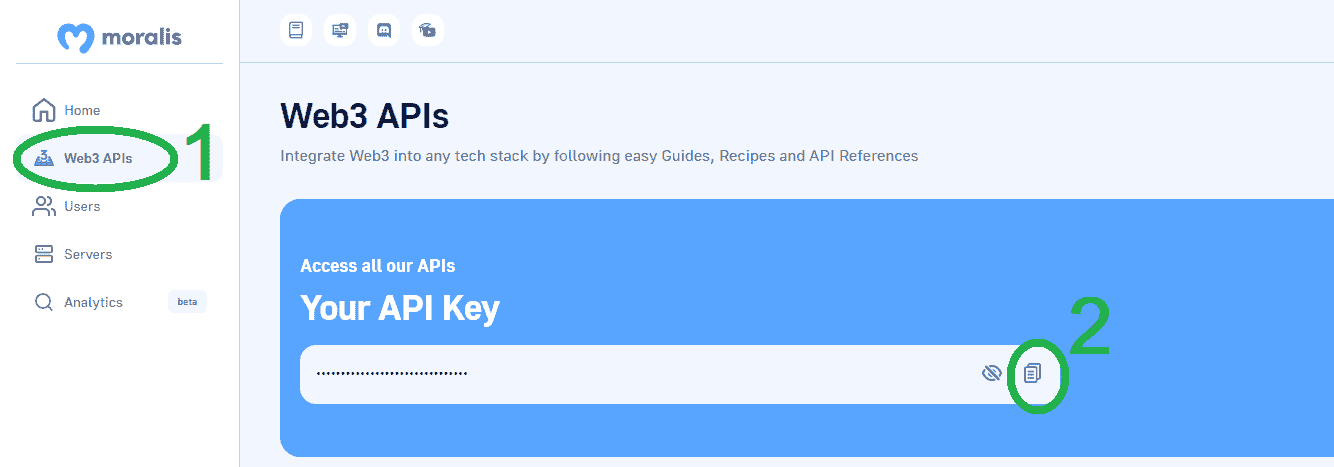 moralis
Home
Web3 APIs
1
Users
Servers
Analytics
beta
Web3 APIs
Integrate Web3 into any tech stack by following easy Guides, Recipes and API References
Access all our APIs
Your API Key
2